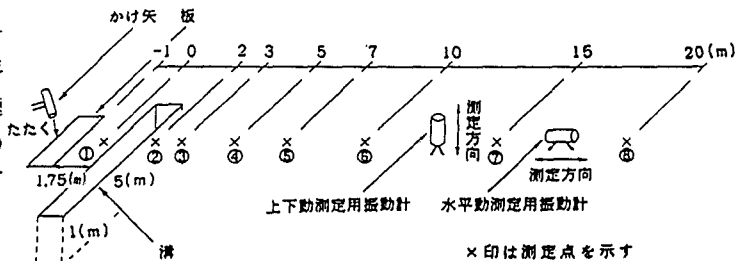 かけ矢 板
-1 0 2 3 5 7 10 15 20(m)
たたく
測定方向
① ② ③ ④ ⑤ ⑥ ⑦ ⑧
測定方向
1.75(m)
5(m)
上下動測定用振動計 水平動測定用振動計
1(m)
溝
×印は測定点を示す